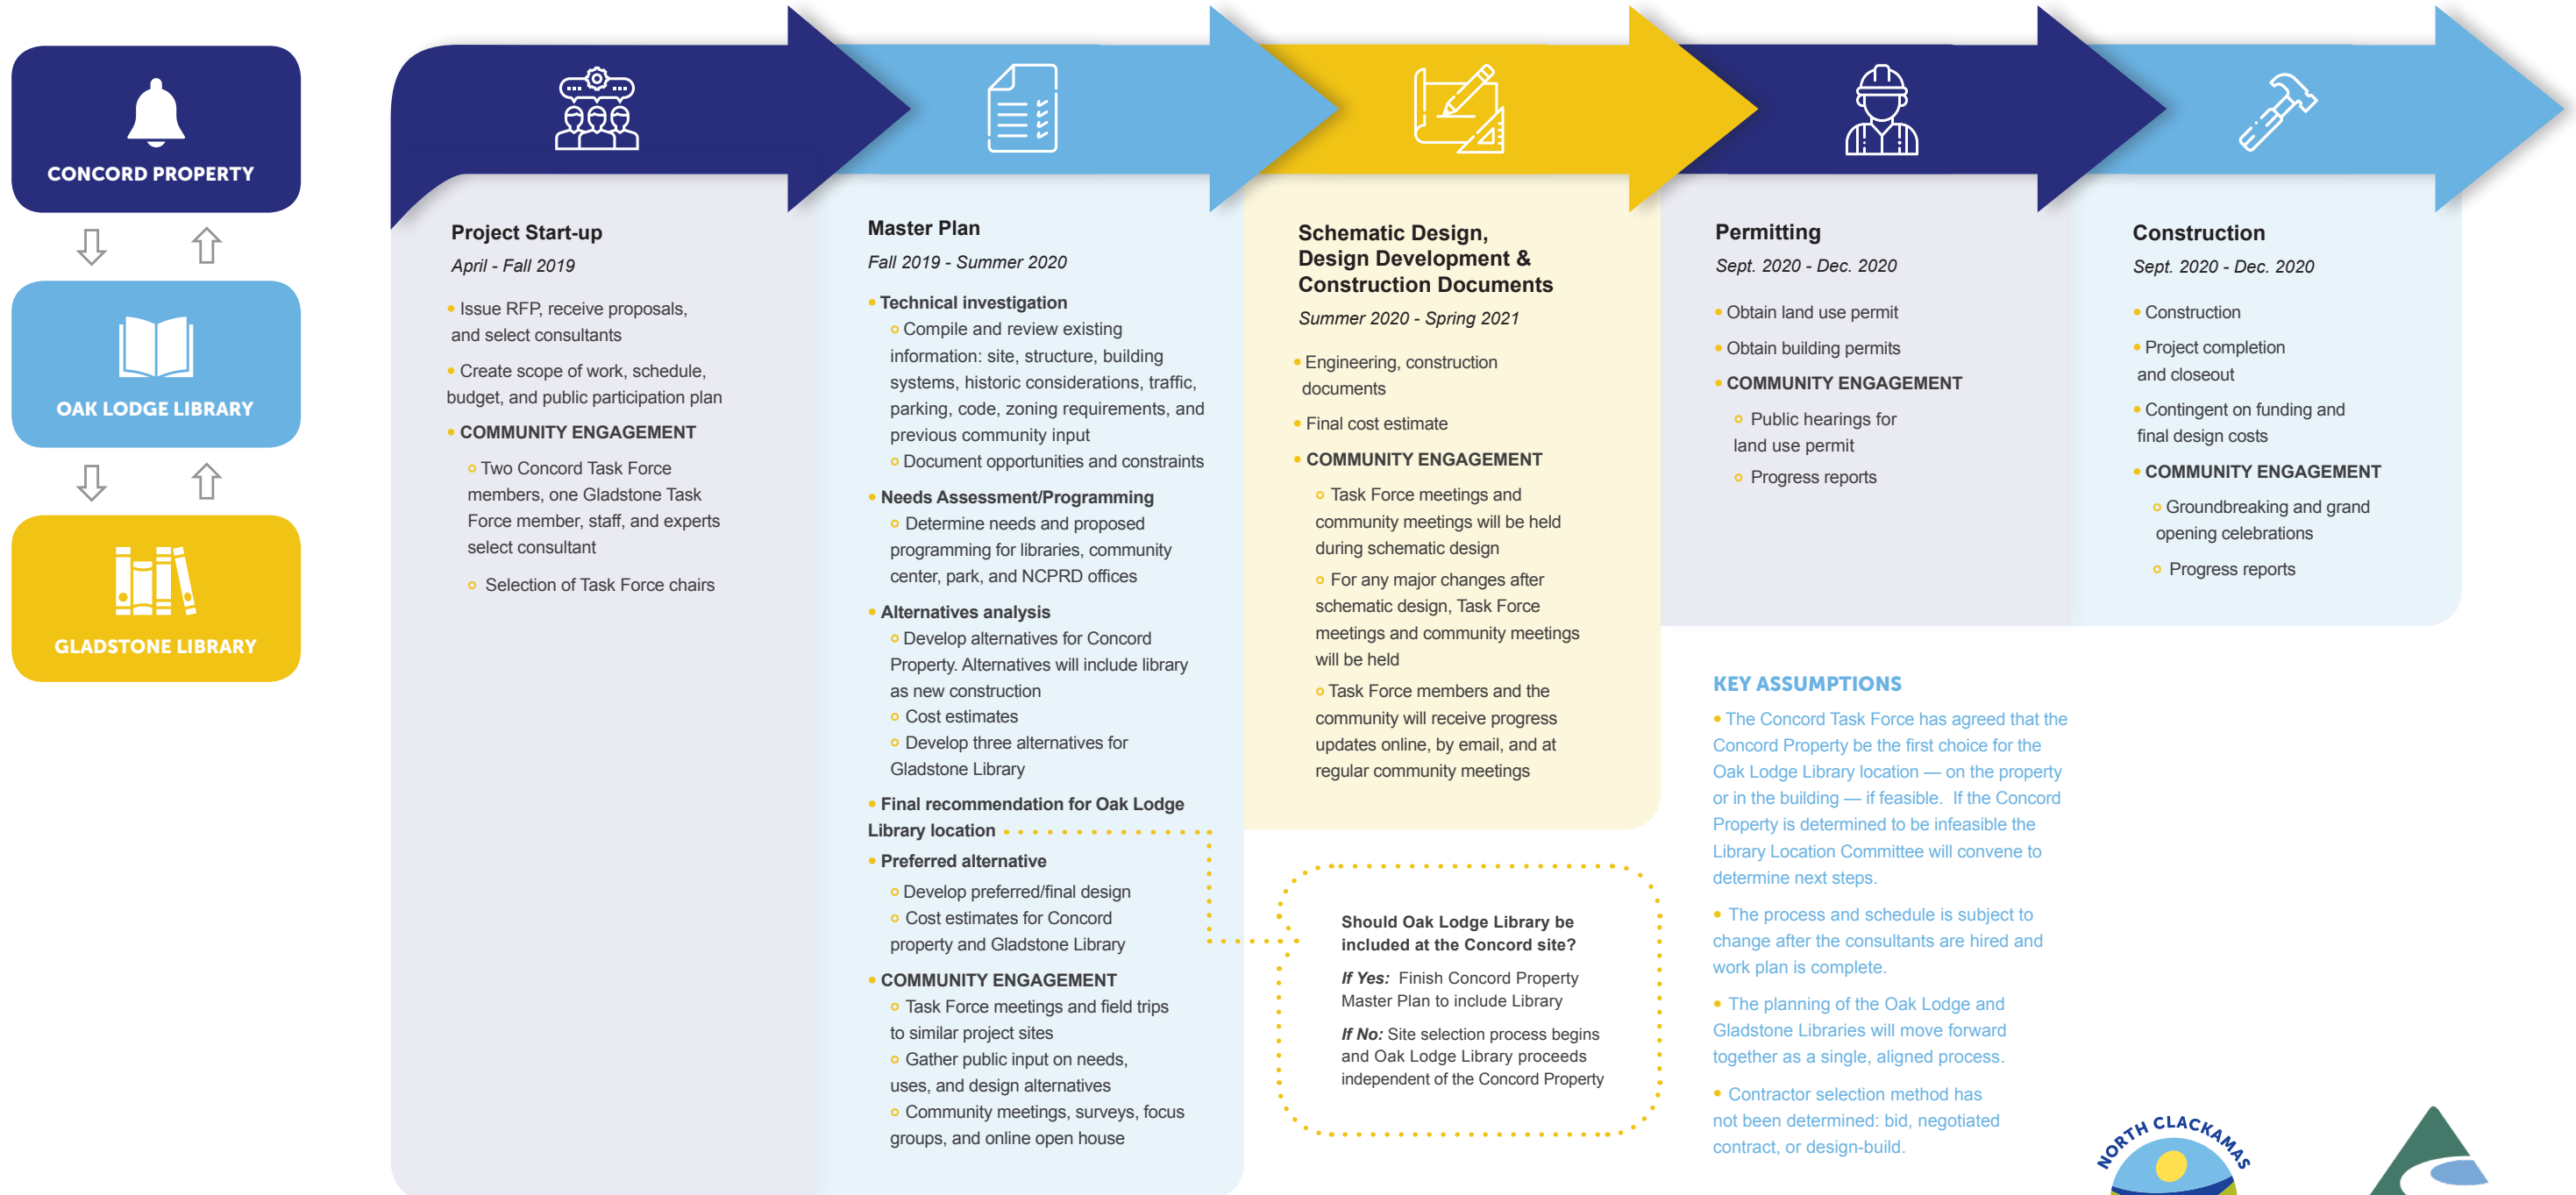 CONCORD PROPERTY
OAK LODGE LIBRARY
GLADSTONE LIBRARY
Project Start-up
April - Fall 2019
• Issue RFP, receive proposals,
and select consultants
• Create scope of work, schedule,
budget, and public participation plan
• COMMUNITY ENGAGEMENT
Two Concord Task Force
members, one Gladstone Task
Force member, staff, and experts
select consultant
Selection of Task Force chairs
Master Plan
Fall 2019 - Summer 2020
• Technical investigation
Compile and review existing
information: site, structure, building
systems, historic considerations, traffic,
parking, code, zoning requirements, and
previous community input
Document opportunities and constraints
• Needs Assessment/Programming
Determine needs and proposed
programming for libraries, community
center, park, and NCPRD offices
• Alternatives analysis
Develop alternatives for Concord
Property. Alternatives will include library
as new construction
Cost estimates
Develop three alternatives for
Gladstone Library
• Final recommendation for Oak Lodge
Library location
• Preferred alternative
Develop preferred/final design
Cost estimates for Concord
property and Gladstone Library
• COMMUNITY ENGAGEMENT
Task Force meetings and field trips
to similar project sites
Gather public input on needs,
uses, and design alternatives
Community meetings, surveys, focus
groups, and online open house
Schematic Design,
Design Development &
Construction Documents
Summer 2020 - Spring 2021
• Engineering, construction
documents
• Final cost estimate
• COMMUNITY ENGAGEMENT
Task Force meetings and
community meetings will be held
during schematic design
For any major changes after
schematic design, Task Force
meetings and community meetings
will be held
Task Force members and the
community will receive progress
updates online, by email, and at
regular community meetings
Should Oak Lodge Library be
included at the Concord site?
If Yes: Finish Concord Property
Master Plan to include Library
If No: Site selection process begins
and Oak Lodge Library proceeds
independent of the Concord Property
Permitting
Sept. 2020 - Dec. 2020
• Obtain land use permit
• Obtain building permits
• COMMUNITY ENGAGEMENT
Public hearings for
land use permit
Progress reports
Construction
Sept. 2020 - Dec. 2020
• Construction
• Project completion
and closeout
• Contingent on funding and
final design costs
• COMMUNITY ENGAGEMENT
Groundbreaking and grand
opening celebrations
Progress reports
KEY ASSUMPTIONS
• The Concord Task Force has agreed that the
Concord Property be the first choice for the
Oak Lodge Library location — on the property
or in the building — if feasible. If the Concord
Property is determined to be infeasible the
Library Location Committee will convene to
determine next steps.
• The process and schedule is subject to
change after the consultants are hired and
work plan is complete.
• The planning of the Oak Lodge and
Gladstone Libraries will move forward
together as a single, aligned process.
• Contractor selection method has
not been determined: bid, negotiated
contract, or design-build.
NORTH CLACKAMAS